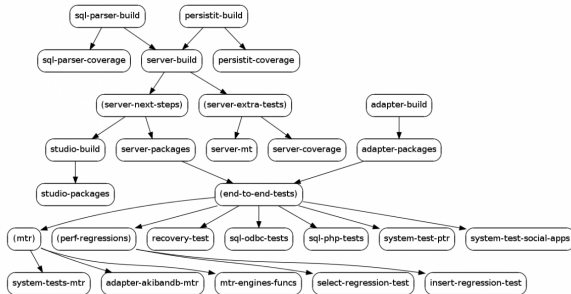 sql-parser-build
persistit-build
sql-parser-coverage
server-build
persistit-coverage
(server-next-steps)
(server-extra-tests)
adapter-build
studio-build
server-packages
server-mt
server-coverage
adapter-packages
studio-packages
(end-to-end-tests)
(mtr)
(perf-regressions)
recovery-test
sql-odbc-tests
sql-php-tests
system-test-ptr
system-test-social-apps
system-tests-mtr
adapter-akibandb-mtr
mtr-engines-funcs
select-regression-test
insert-regression-test